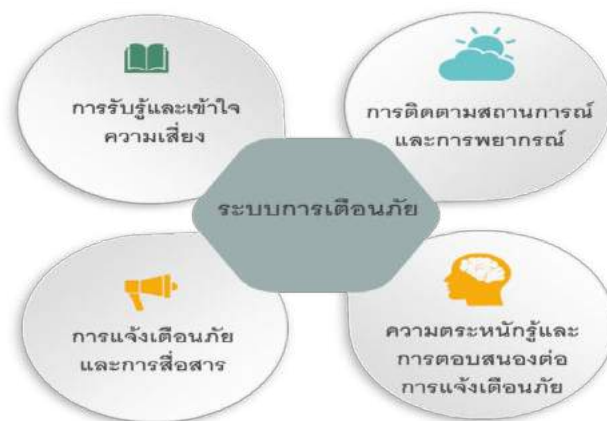 การรับรู้และเข้าใจ
ความเสี่ยง
การติดตามสถานการณ์
และการพยากรณ์
ระบบการเตือนภัย
การแจ้งเตือนภัย
และการสื่อสาร
ความตระหนักรู้และ
การตอบสนองต่อ
การแจ้งเตือนภัย